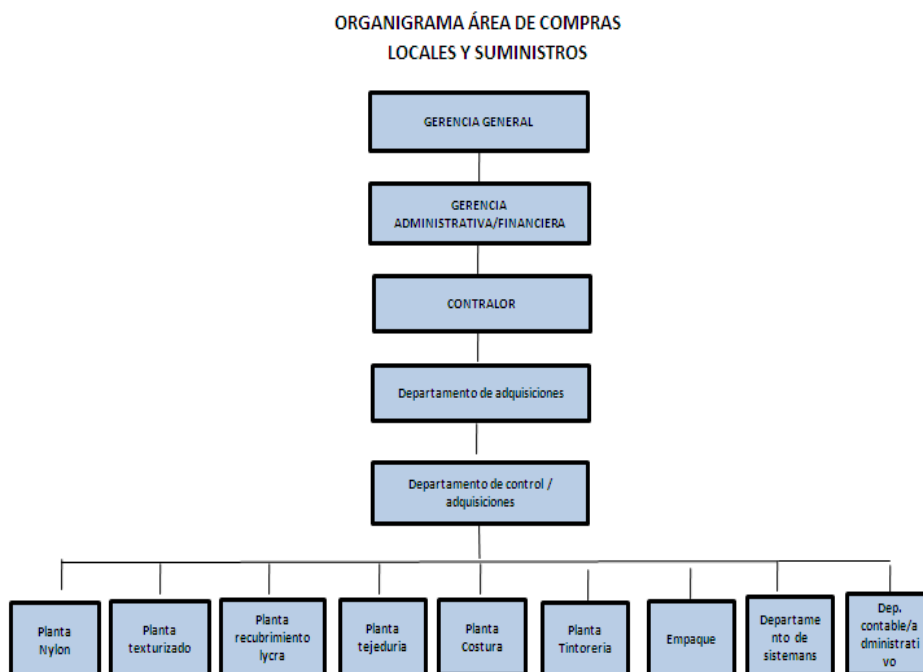 ORGANIGRAMA ÁREA DE COMPRAS
LOCALES Y SUMINISTROS
GERENCIA GENERAL
GERENCIA
ADMINISTRATIVA/FINANCIERA
CONTRALOR
Departamento de adquisiciones
Departamento de control /
adquisiciones
Planta
Nylon
Planta
texturizado
Planta
recubrimiento
lycra
Planta
tejeduria
Planta
Costura
Planta
Tintoreria
Empaque
Departame
nto de
sistemans
Dep.
contable/a
dministrati
vo